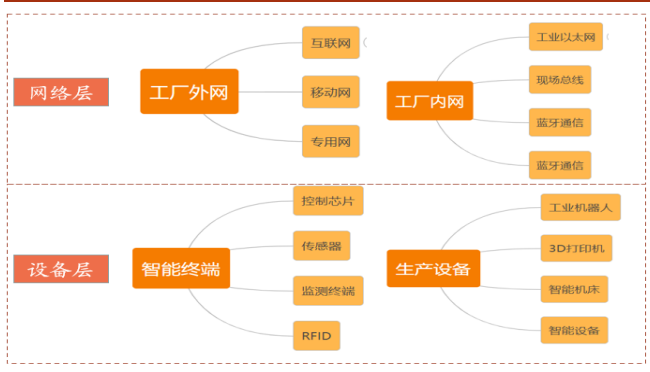 网络层
工厂外网
互联网
移动网
专用网
工厂内网
工业以太网
现场总线
蓝牙通信
蓝牙通信
设备层
智能终端
控制芯片
传感器
监测终端
RFID
生产设备
工业机器人
3D打印机
智能机床
智能设备